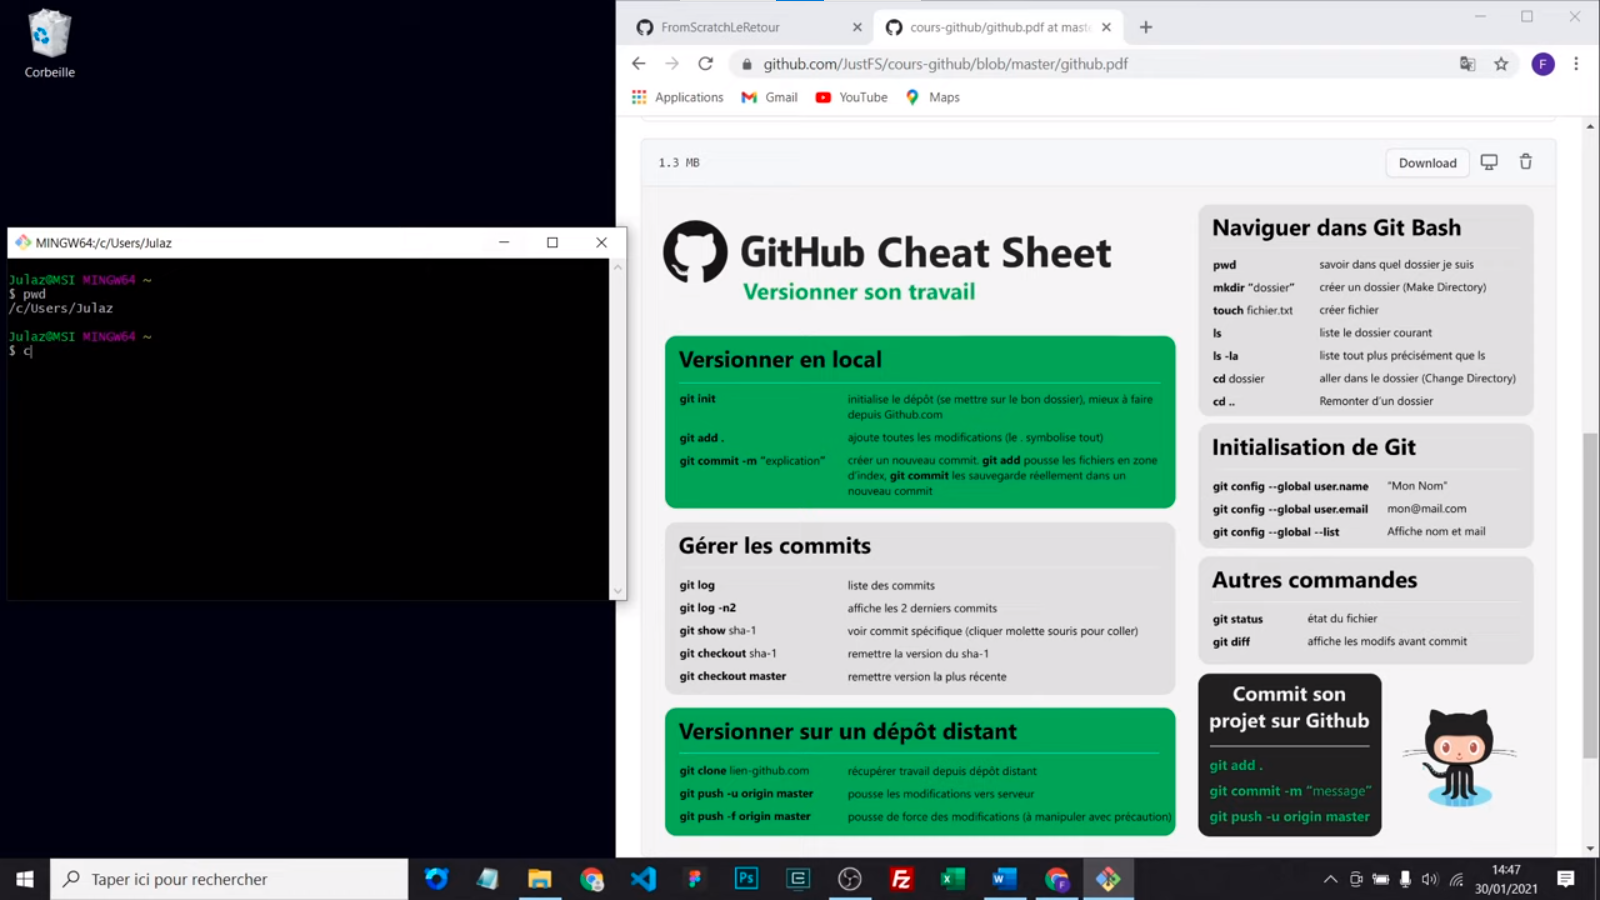 Corbeille
FromScratchLeRetour
cours-github/github.pdf at mast
github.com/JustFS/cours-github/blob/master/github.pdf
F
Applications
Gmail
YouTube
Maps
1.3 MB
Download
GitHub Cheat Sheet
Versionner son travail
Versionner en local
git init initialise le dépôt (se mettre sur le bon dossier), mieux à faire
depuis Github.com
git add . ajoute toutes les modifications (le . symbolise tout)
git commit -m "explication" créer un nouveau commit. git add pousse les fichiers en zone
d'index, git commit les sauvegarde réellement dans un
nouveau commit
Gérer les commits
git log liste des commits
git log -n2 affiche les 2 derniers commits
git show sha-1 voir commit spécifique (cliquer molette souris pour coller)
git checkout sha-1 remettre la version du sha-1
git checkout master remettre version la plus récente
Versionner sur un dépôt distant
git clone lien-github.com récupérer travail depuis dépôt distant
git push -u origin master pousse les modifications vers serveur
git push -f origin master pousse de force des modifications (à manipuler avec précaution)
Naviguer dans Git Bash
pwd savoir dans quel dossier je suis
mkdir "dossier" créer un dossier (Make Directory)
touch fichier.txt créer fichier
ls liste le dossier courant
ls -la liste tout plus précisément que ls
cd dossier aller dans le dossier (Change Directory)
cd .. Remonter d'un dossier
Initialisation de Git
git config --global user.name "Mon Nom"
git config --global user.email mon@mail.com
git config --global --list Affiche nom et mail
Autres commandes
git status état du fichier
git diff affiche les modifs avant commit
Commit son
projet sur Github
git add .
git commit -m "message"
git push -u origin master
MINGW64:/c/Users/Julaz
Julaz@MSI MINGW64 ~
$ pwd
/c/Users/Julaz
Julaz@MSI MINGW64 ~
$ c
Taper ici pour rechercher
Ps
Fz
14:47
30/01/2021